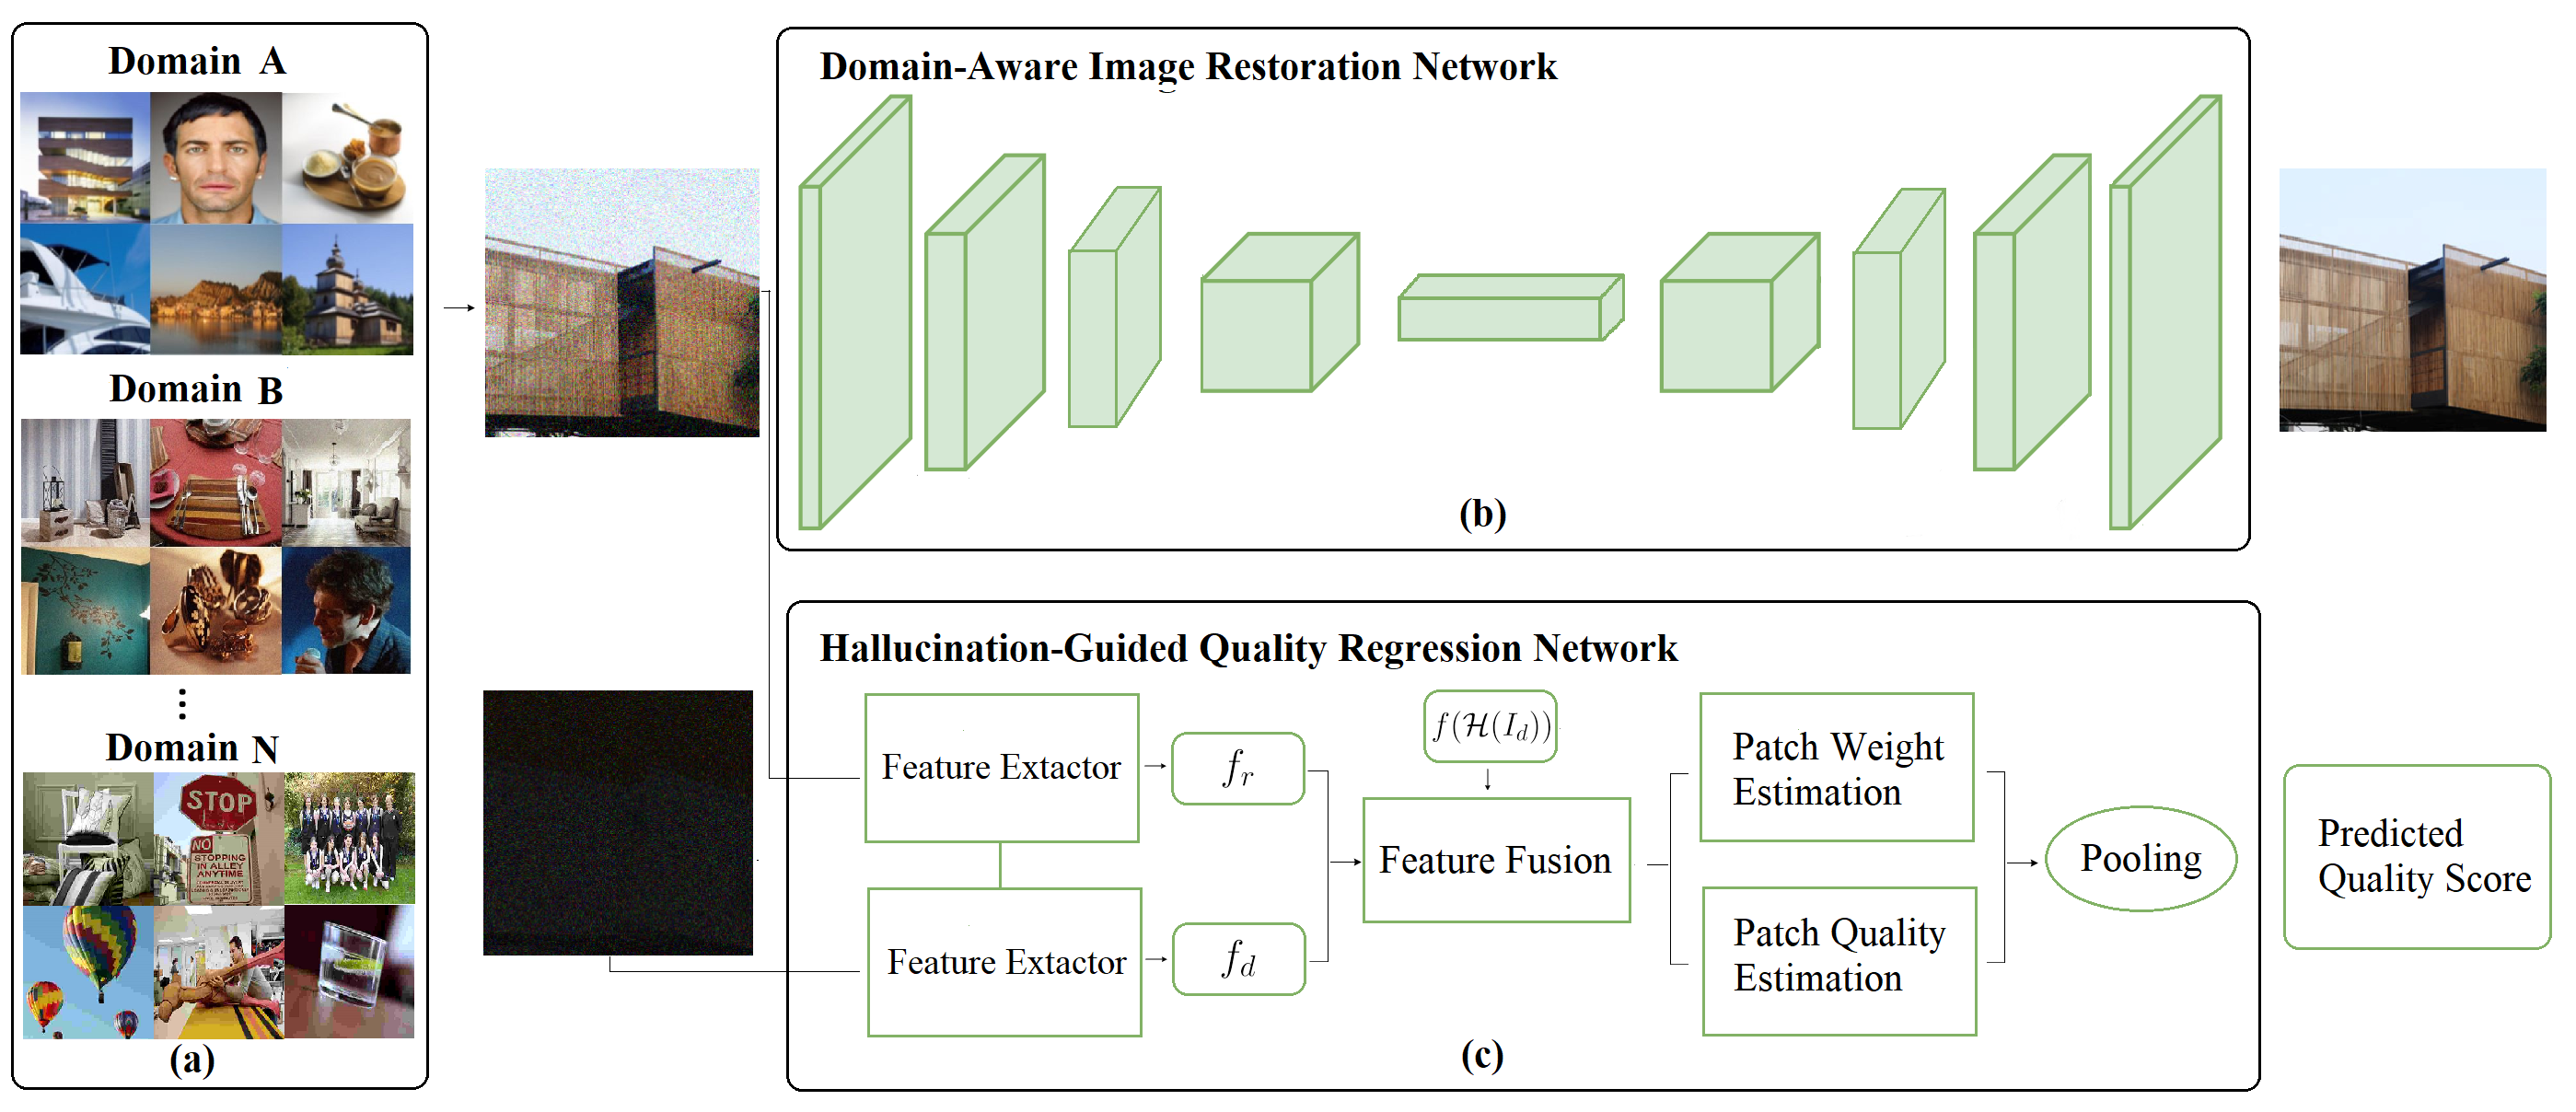 Domain A
Domain B
⋮
Domain N
STOP
NO
STOPPING
IN ALLEY
ANYTIME
(a)
Domain-Aware Image Restoration Network
(b)
Hallucination-Guided Quality Regression Network
Feature Extactor
f_r
f(ℋ(I_d))
Feature Extactor
f_d
Feature Fusion
Patch Weight
Estimation
Patch Quality
Estimation
Pooling
(c)
Predicted
Quality Score